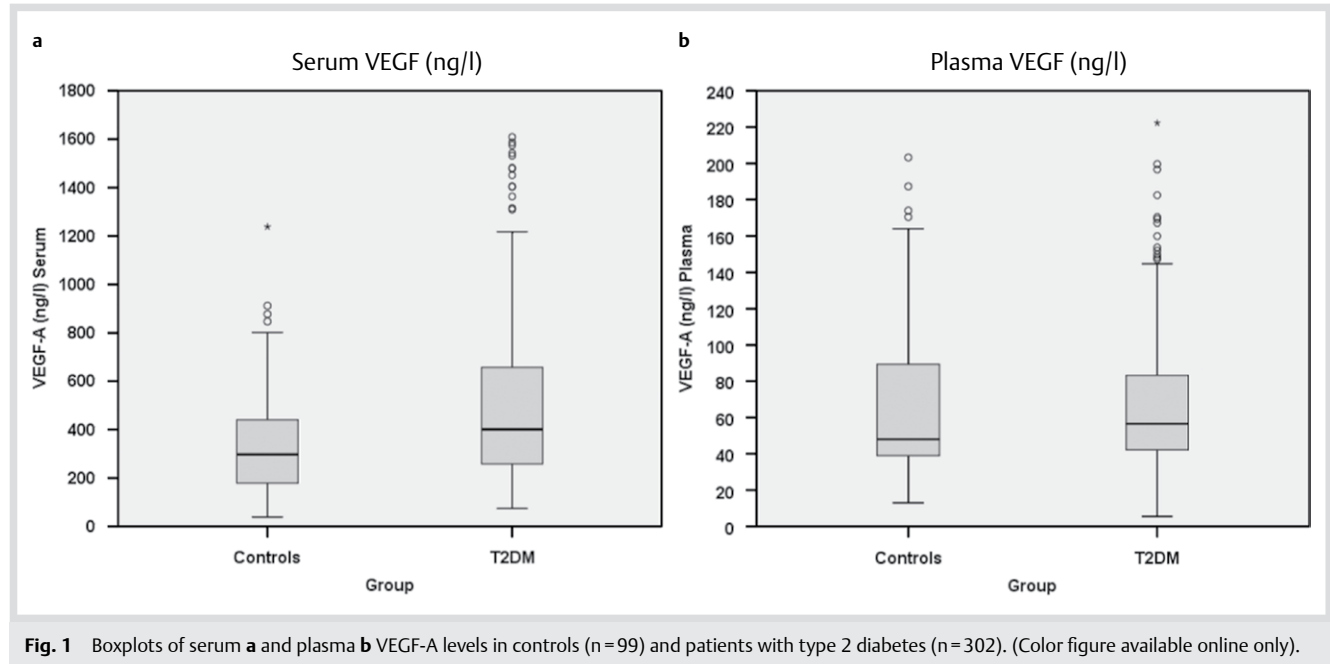 a
Serum VEGF (ng/l)
1800
1600
1400
1200
1000
800
600
400
200
0
VEGF-A (ng/l) Serum
Controls
T2DM
Group
b
Plasma VEGF (ng/l)
240
220
200
180
160
140
120
100
80
60
40
20
0
VEGF-A (ng/l) Plasma
Controls
T2DM
Group
Fig. 1 Boxplots of serum a and plasma b VEGF-A levels in controls (n=99) and patients with type 2 diabetes (n=302). (Color figure available online only).